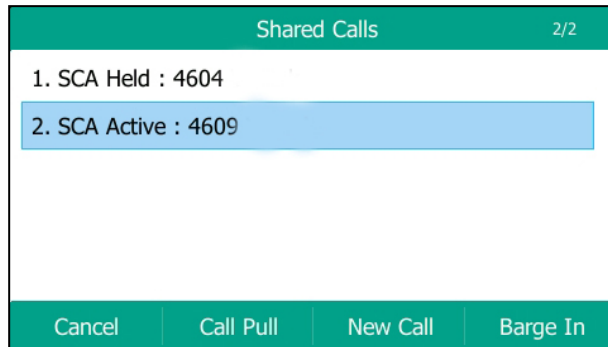 Shared Calls 2/2
1. SCA Held : 4604
2. SCA Active : 4609
Cancel Call Pull New Call Barge In